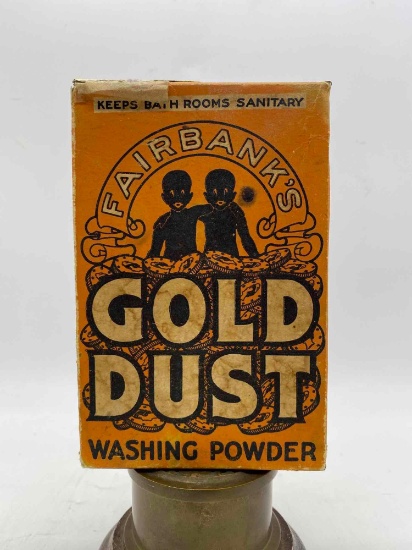 KEEPS BATH ROOMS SANITARY
FAIRBANK'S
GOLD
DUST
WASHING POWDER